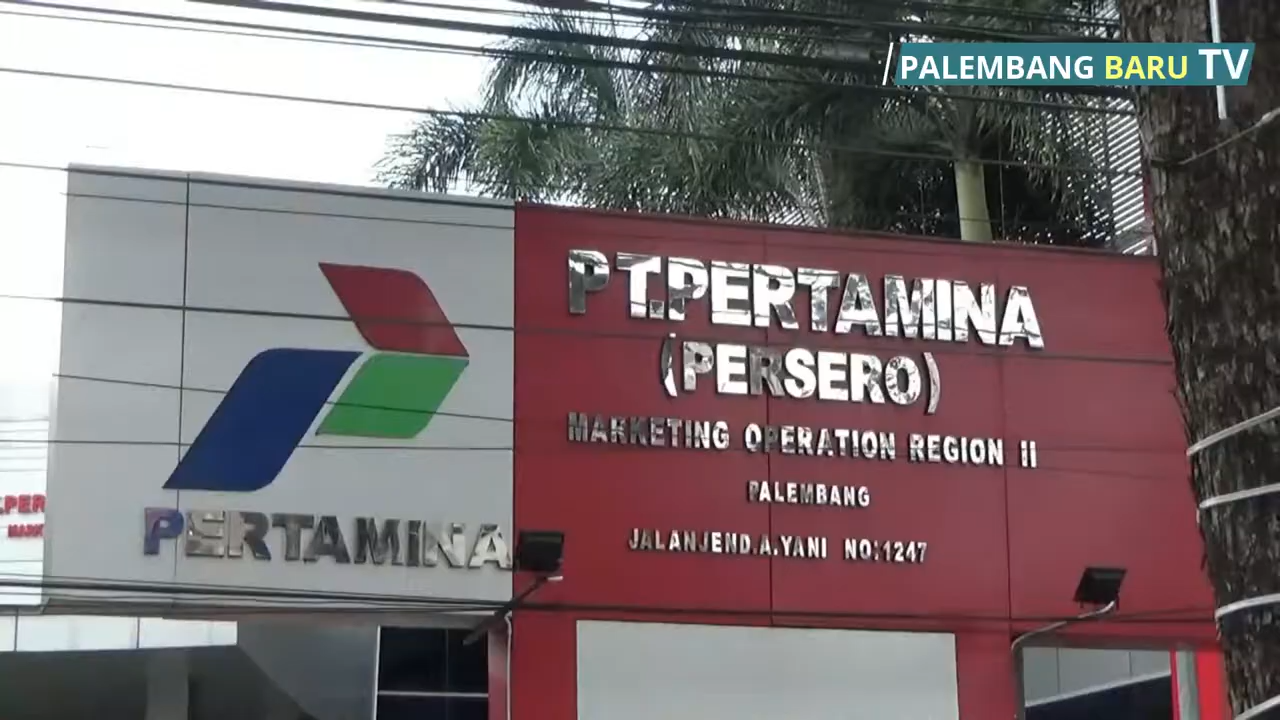 PALEMBANG BARU TV
PT.PERTAMINA
(PERSERO)
MARKETING OPERATION REGION II
PALEMBANG
JALANJEND.A.YANI NO:1247
PERTAMINA